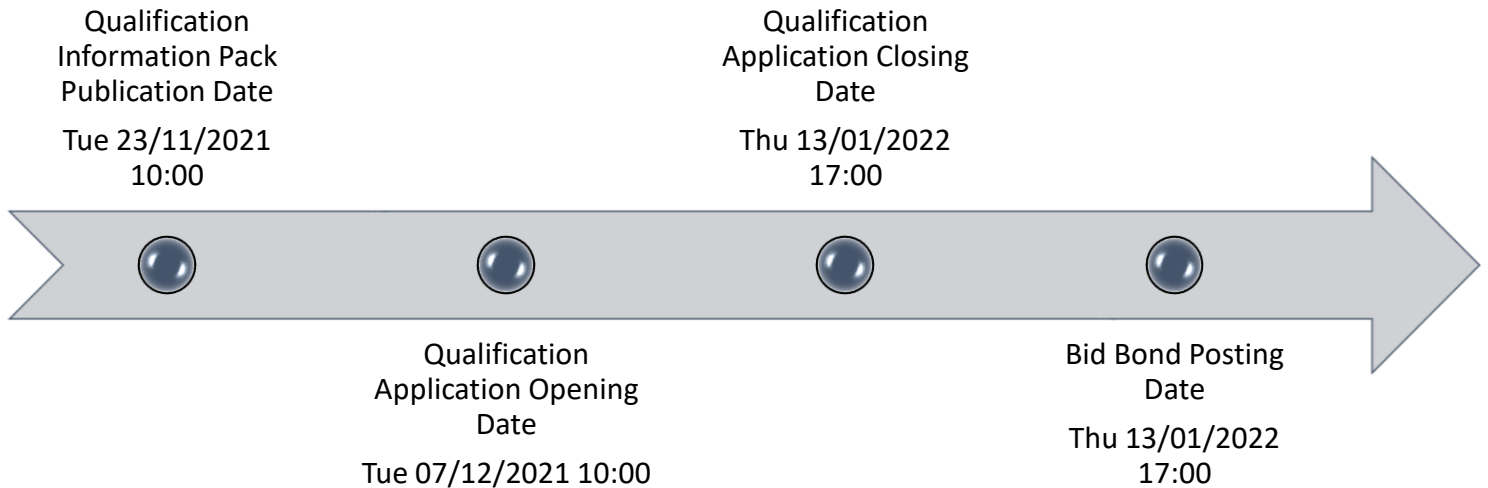 Qualification
Information Pack
Publication Date
Tue 23/11/2021
10:00
Qualification
Application Opening
Date
Tue 07/12/2021 10:00
Qualification
Application Closing
Date
Thu 13/01/2022
17:00
Bid Bond Posting
Date
Thu 13/01/2022
17:00